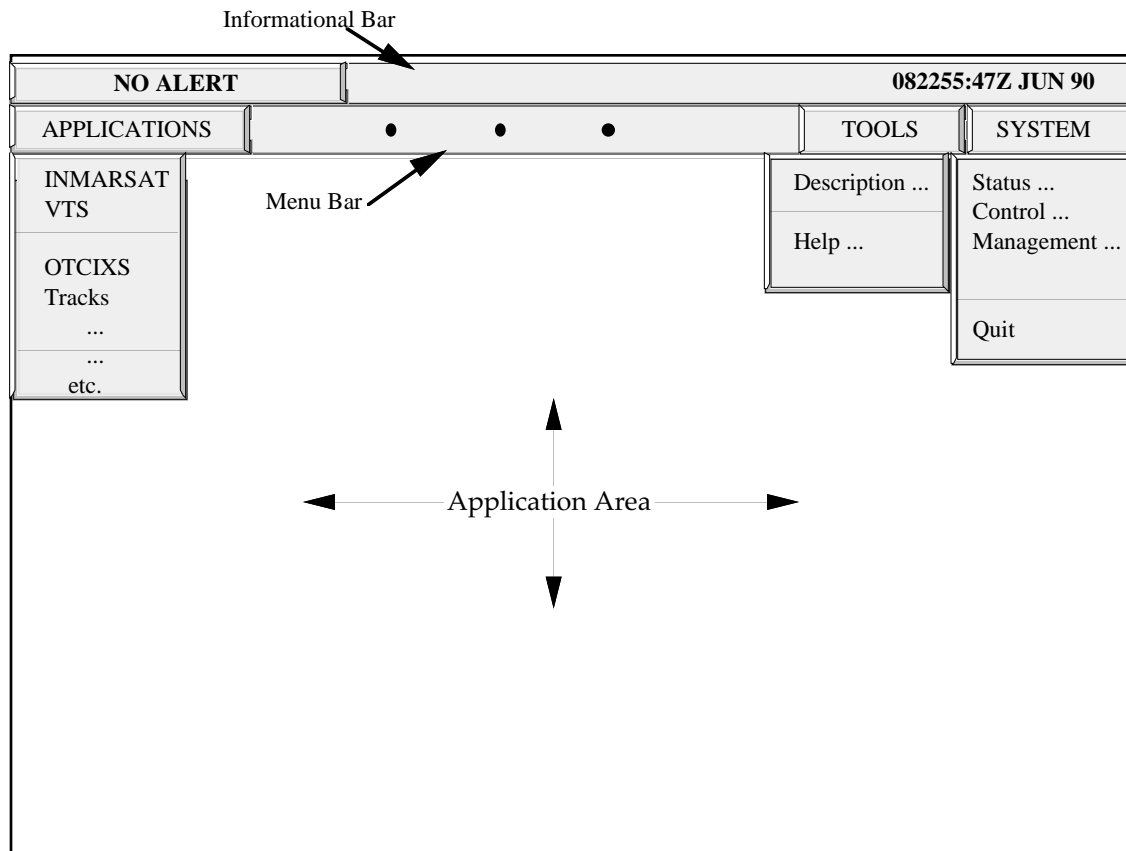 Informational Bar
NO ALERT
082255:47Z JUN 90
APPLICATIONS
TOOLS
SYSTEM
Menu Bar
INMARSAT
VTS
OTCIXS
Tracks
...
...
etc.
Description ...
Help ...
Status ...
Control ...
Management ...
Quit
Application Area